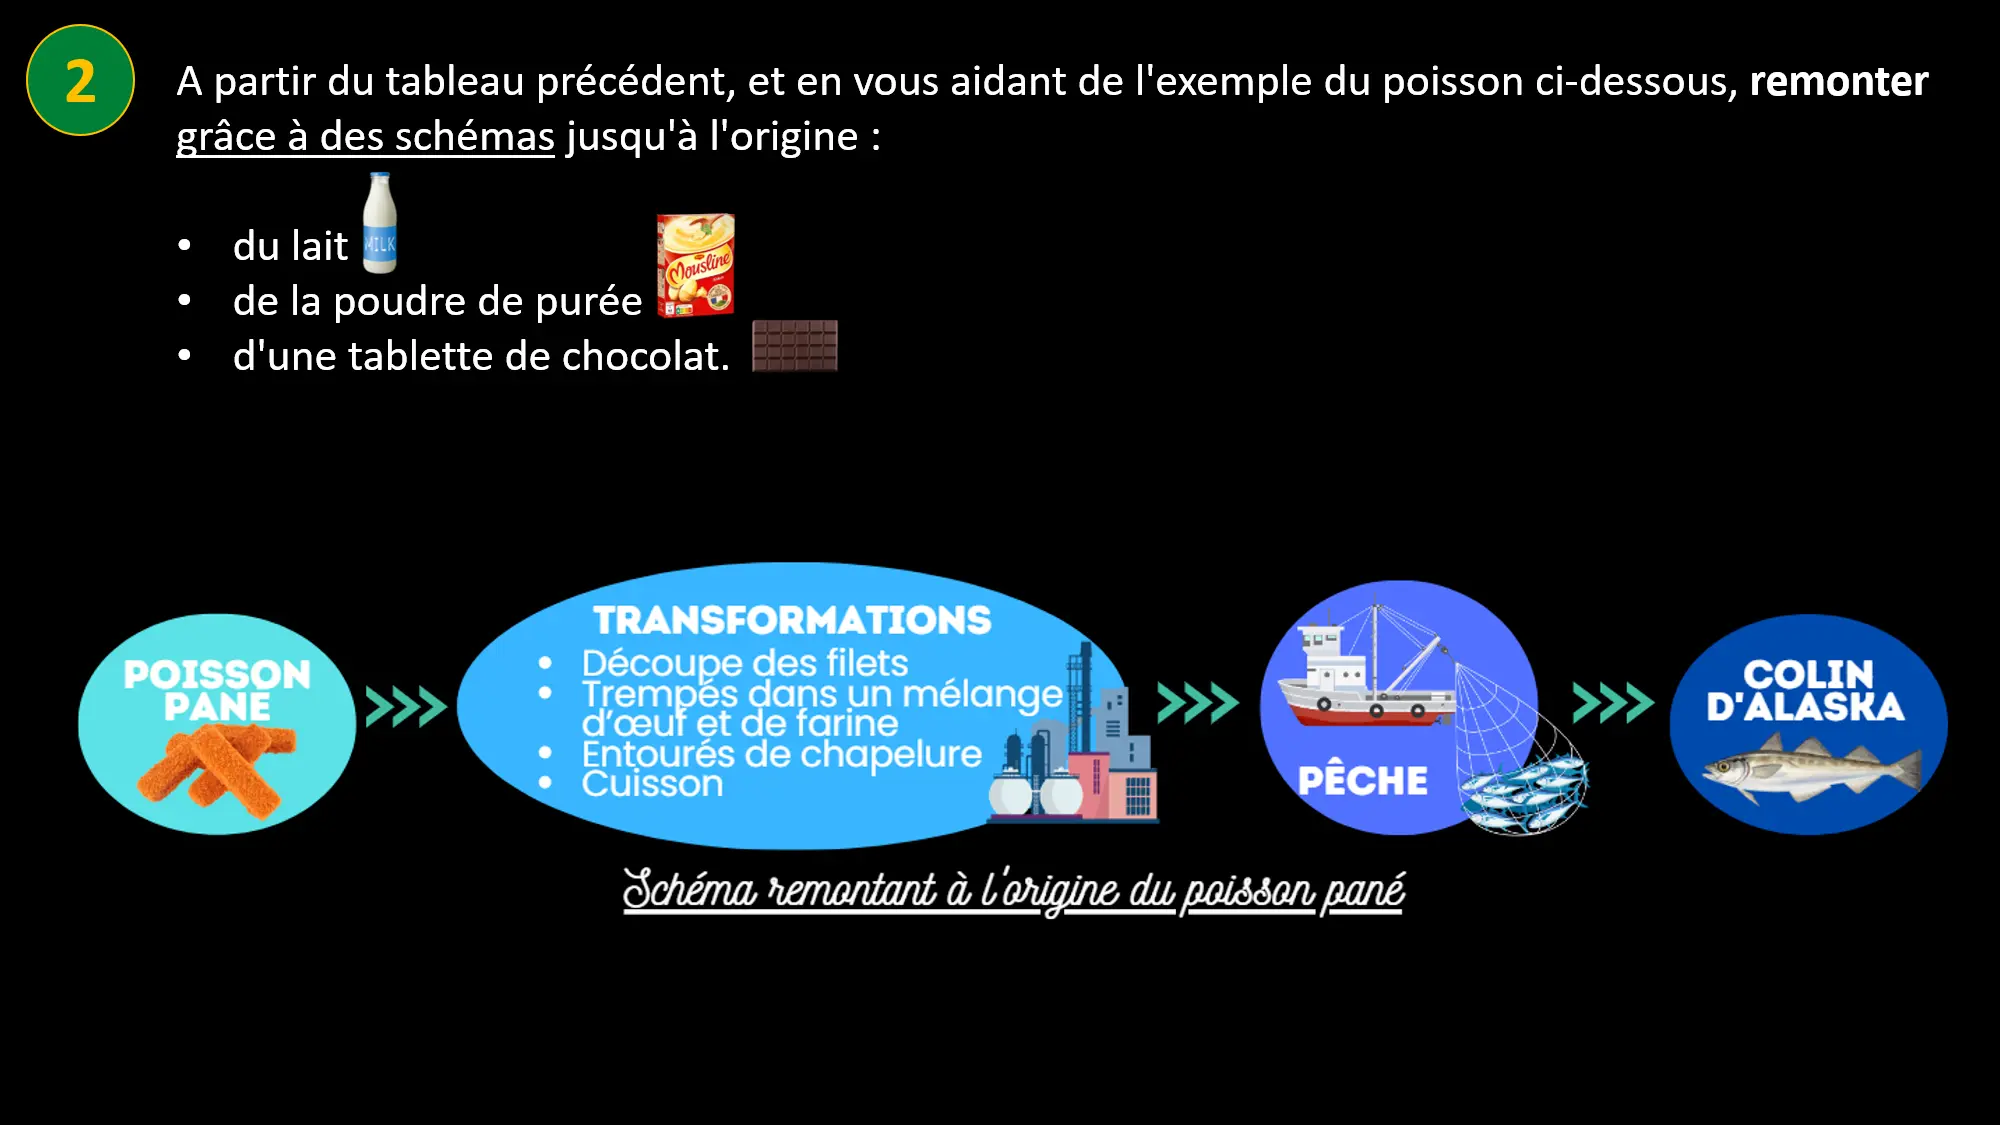 2
A partir du tableau précédent, et en vous aidant de l'exemple du poisson ci-dessous, remonter
grâce à des schémas jusqu'à l'origine :
• du lait
MILK
• de la poudre de purée
Mousline
• d'une tablette de chocolat.
POISSON
PANÉ
TRANSFORMATIONS
• Découpe des filets
• Trempés dans un mélange
d'œuf et de farine
• Entourés de chapelure
• Cuisson
PÊCHE
COLIN
D'ALASKA
Schéma remontant à l'origine du poisson pané